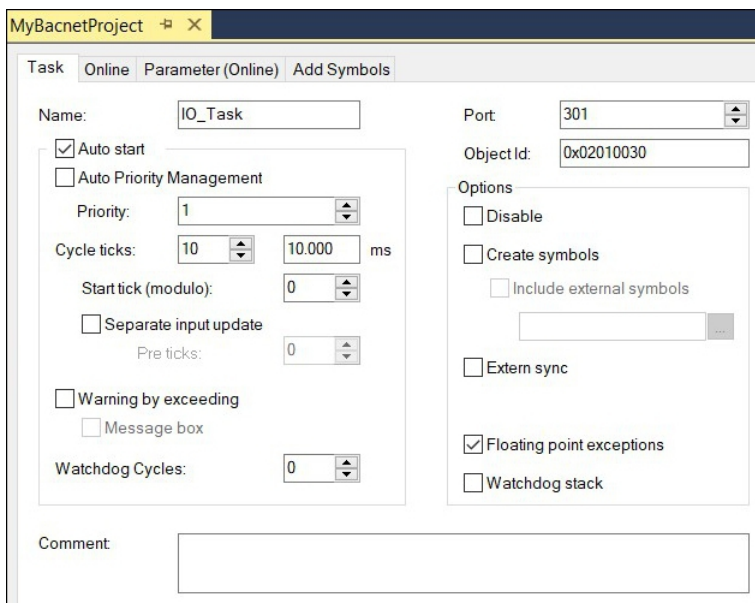 MyBacnetProject
Task Online Parameter (Online) Add Symbols
Name: IO_Task
Auto start
Auto Priority Management
Priority: 1
Cycle ticks: 10 10.000 ms
Start tick (modulo): 0
Separate input update
Pre ticks: 0
Warning by exceeding
Message box
Watchdog Cycles: 0
Port: 301
Object Id: 0x02010030
Options
Disable
Create symbols
Include external symbols
...
Extern sync
Floating point exceptions
Watchdog stack
Comment: